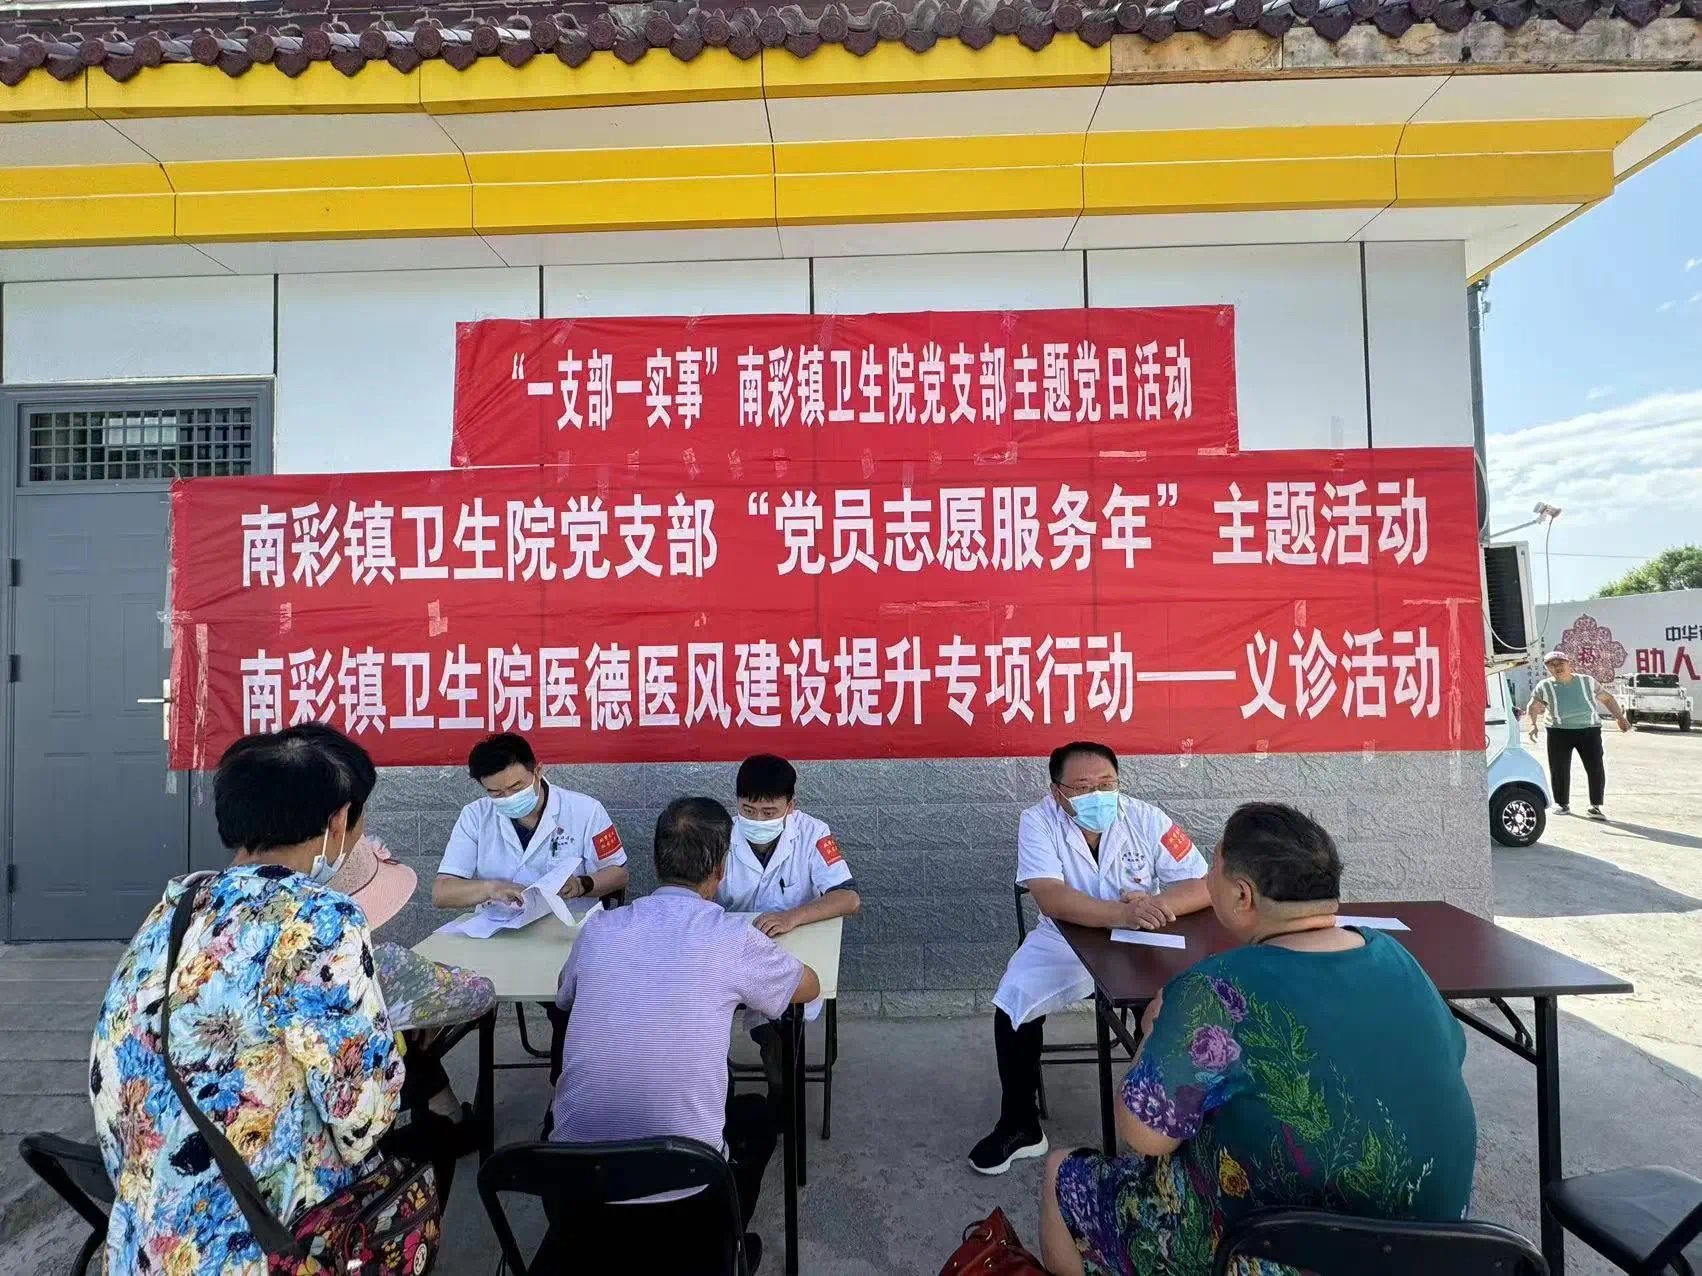 “一支部一实事”南彩镇卫生院党支部主题党日活动
南彩镇卫生院党支部“党员志愿服务年”主题活动
南彩镇卫生院医德医风建设提升专项行动——义诊活动
中华
福
助人